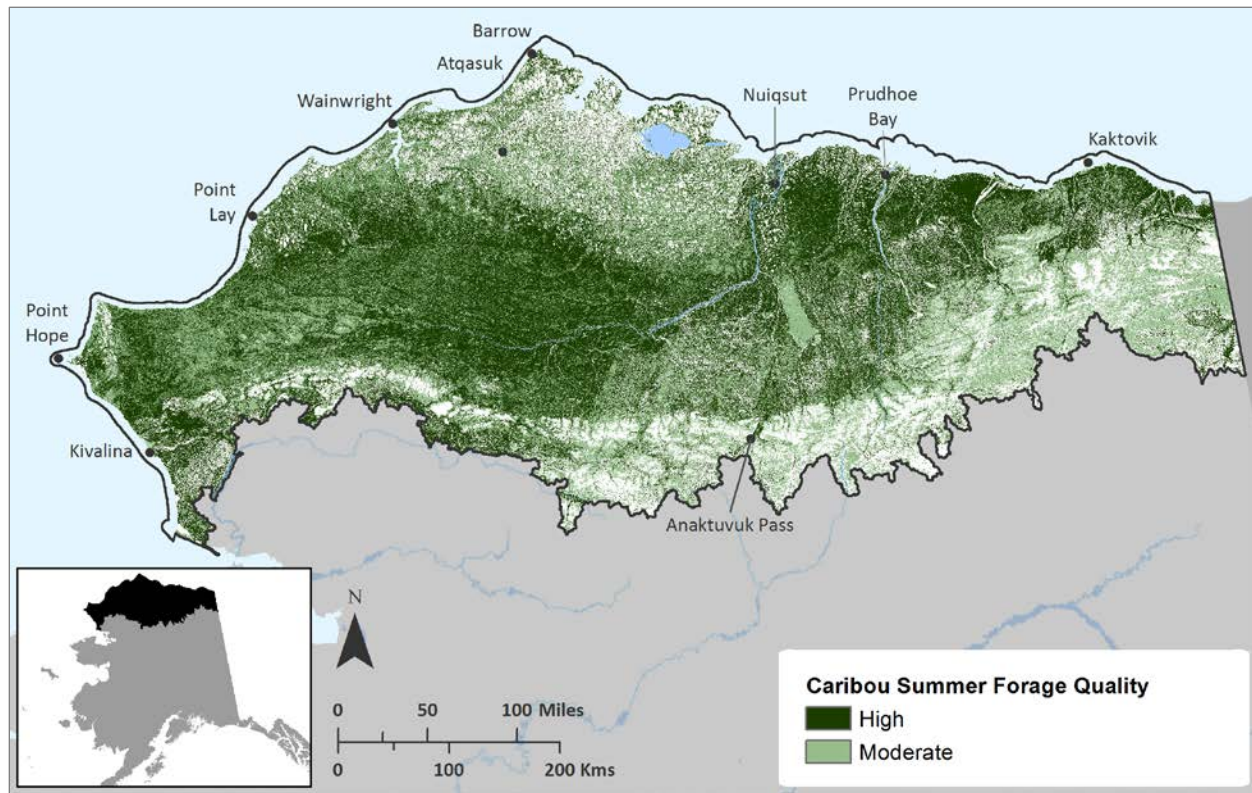 Barrow
Atqasuk
Wainwright
Nuiqsut
Prudhoe
Bay
Kaktovik
Point
Lay
Point
Hope
Kivalina
Anaktuvuk Pass
N
0 50 100 Miles
0 100 200 Kms
Caribou Summer Forage Quality
High
Moderate